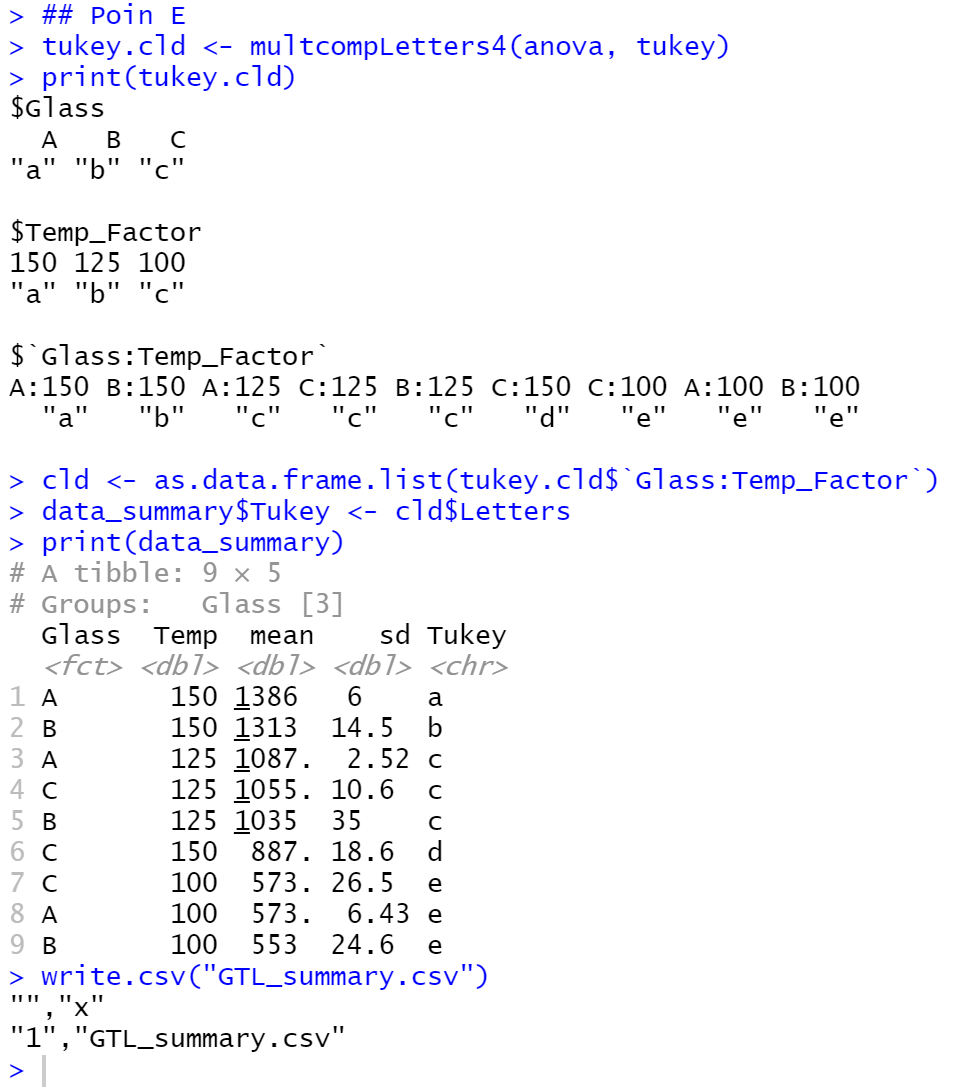 > ## Poin E
> tukey.cld <- multcompLetters4(anova, tukey)
> print(tukey.cld)
$Glass
  A   B   C
"a" "b" "c"

$Temp_Factor
150 125 100
"a" "b" "c"

$`Glass:Temp_Factor`
A:150 B:150 A:125 C:125 B:125 C:150 C:100 A:100 B:100
  "a"   "b"   "c"   "c"   "c"   "d"   "e"   "e"   "e"

> cld <- as.data.frame.list(tukey.cld$`Glass:Temp_Factor`)
> data_summary$Tukey <- cld$Letters
> print(data_summary)
# A tibble: 9 × 5
# Groups:   Glass [3]
  Glass  Temp  mean    sd Tukey
  <fct> <dbl> <dbl> <dbl> <chr>
1 A       150 1386   6    a
2 B       150 1313  14.5  b
3 A       125 1087.  2.52 c
4 C       125 1055. 10.6  c
5 B       125 1035  35    c
6 C       150  887. 18.6  d
7 C       100  573. 26.5  e
8 A       100  573.  6.43 e
9 B       100  553  24.6  e
> write.csv("GTL_summary.csv")
"","x"
"1","GTL_summary.csv"
>